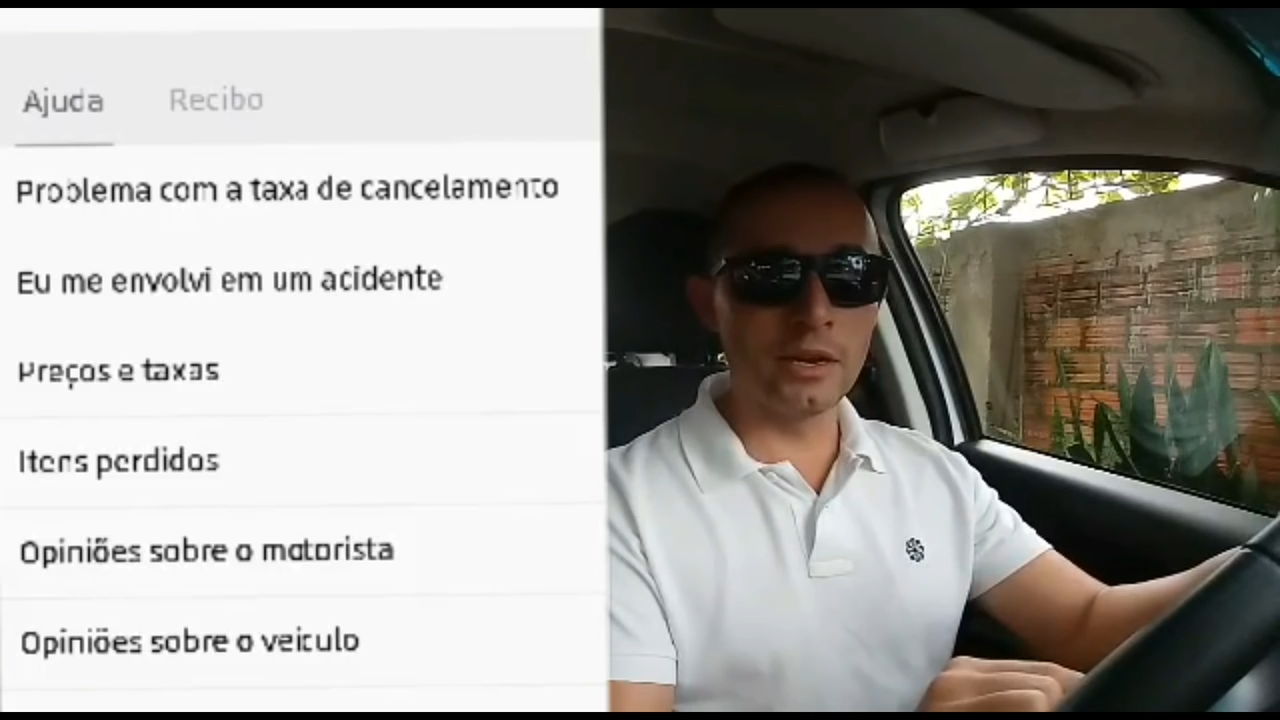 Ajuda Recibo
Problema com a taxa de cancelamento
Eu me envolvi em um acidente
Preços e taxas
Itens perdidos
Opiniões sobre o motorista
Opiniões sobre o veiculo